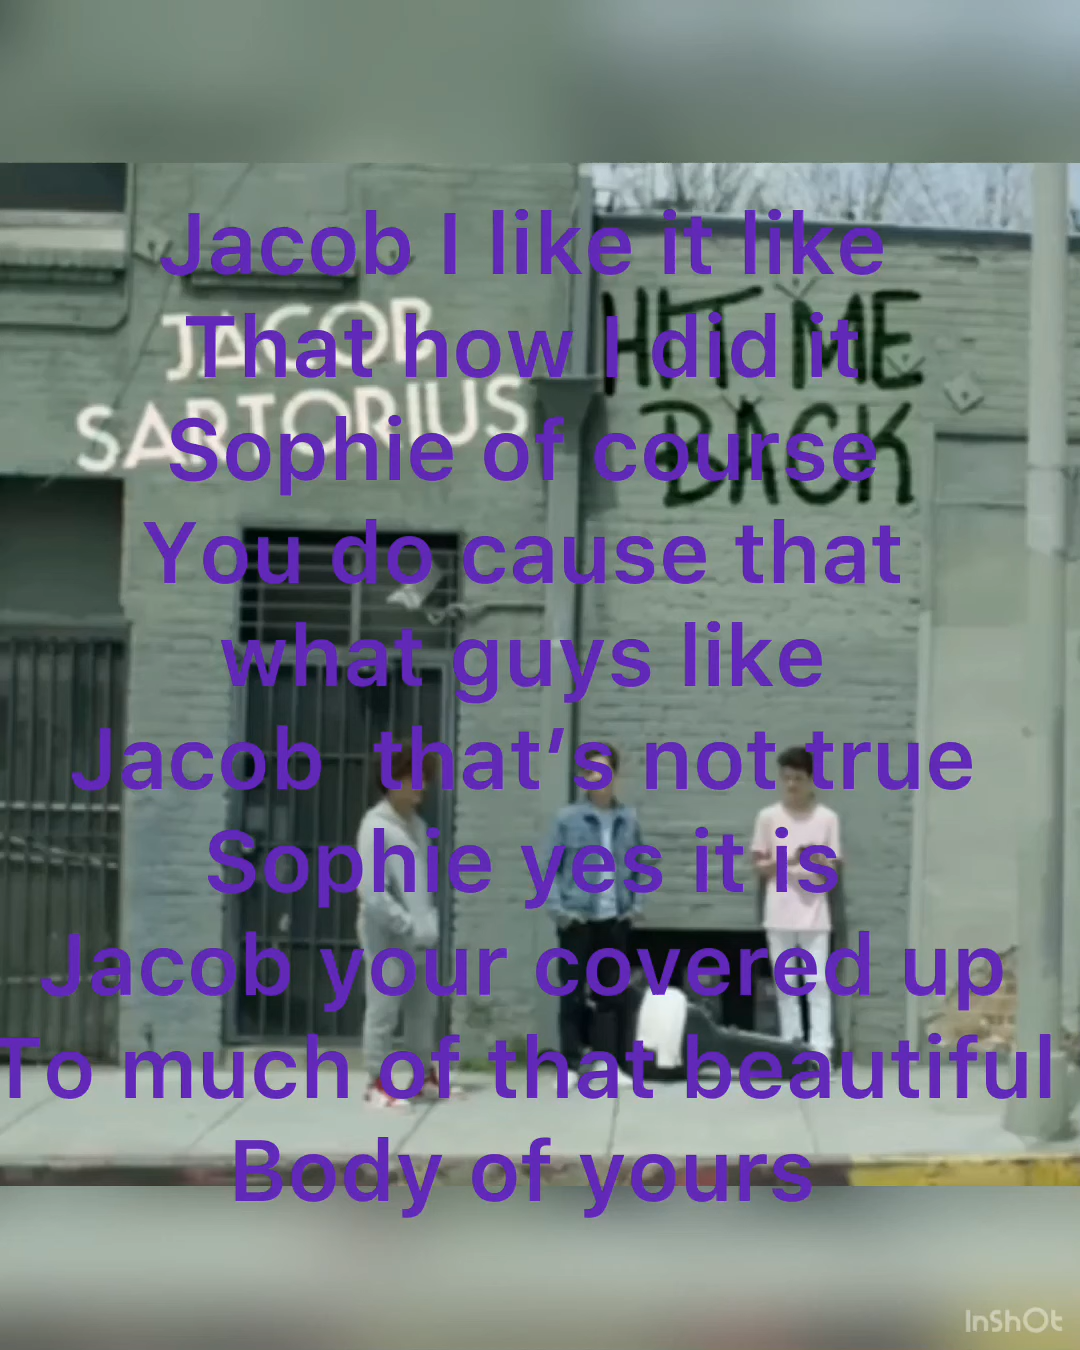 Jacob I like it like
That how I did it
Sophie of course
You do cause that
what guys like
Jacob that’s not true
Sophie yes it is
Jacob your covered up
To much of that beautiful
Body of yours
JACOB
SARTORIUS
HIT ME
BACK
InShOt